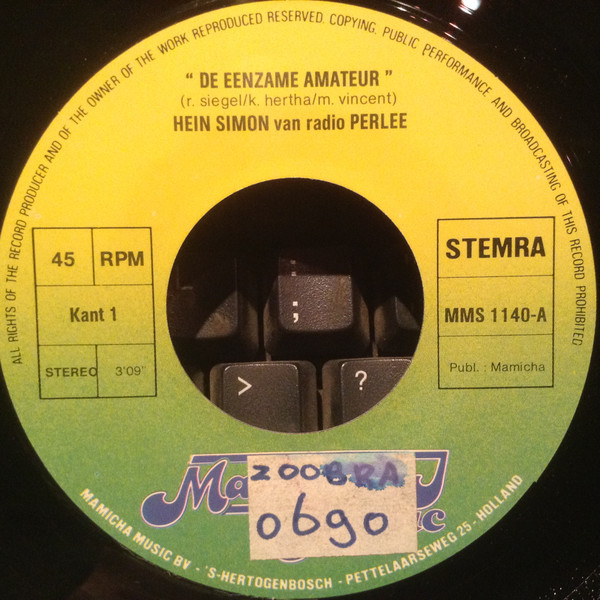 ALL RIGHTS OF THE RECORD PRODUCER AND OF THE OWNER OF THE WORK REPRODUCED RESERVED. COPYING, PUBLIC PERFORMANCE AND BROADCASTING OF THIS RECORD PROHIBITED
" DE EENZAME AMATEUR "
(r. siegel/k. hertha/m. vincent)
HEIN SIMON van radio PERLEE
45 RPM
Kant 1
STEREO 3'09"
STEMRA
MMS 1140-A
Publ. : Mamicha
;
> ?
200BRA
0690
MAMICHA MUSIC BV - 'S-HERTOGENBOSCH - PETTELAARSEWEG 25 - HOLLAND